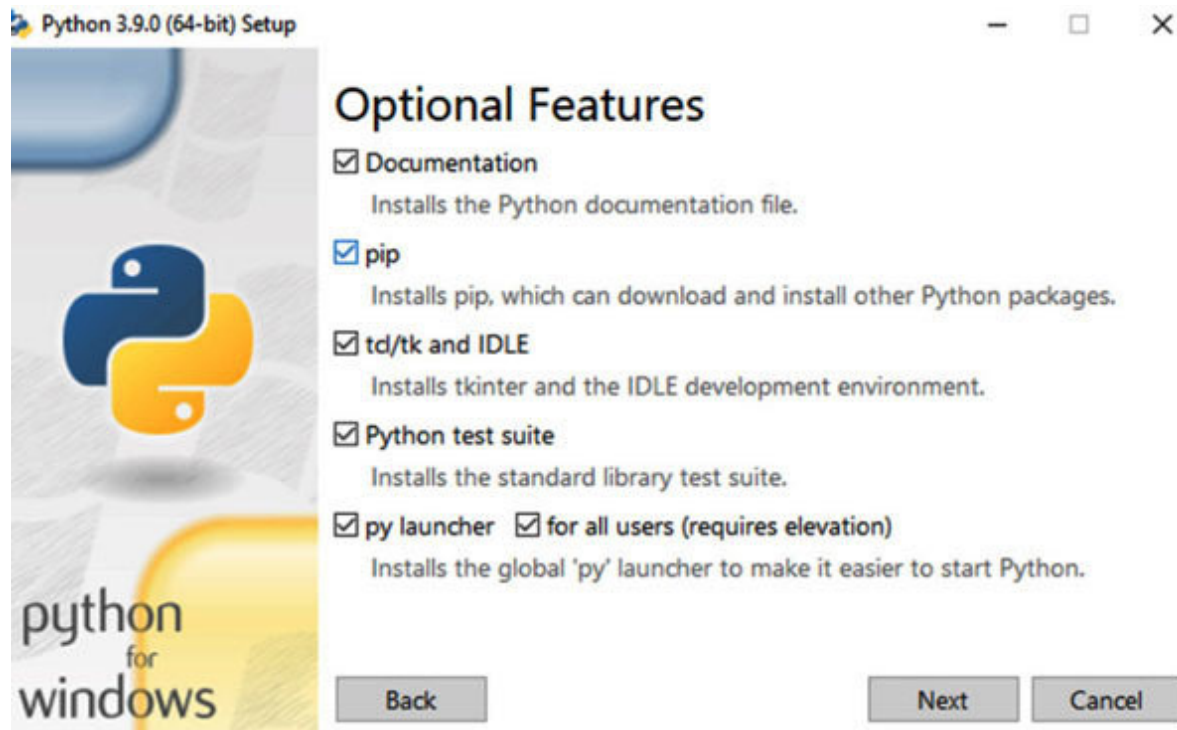 Python 3.9.0 (64-bit) Setup
Optional Features
Documentation
Installs the Python documentation file.
pip
Installs pip, which can download and install other Python packages.
tcl/tk and IDLE
Installs tkinter and the IDLE development environment.
Python test suite
Installs the standard library test suite.
py launcher for all users (requires elevation)
Installs the global 'py' launcher to make it easier to start Python.
python
for
windows
Back Next Cancel